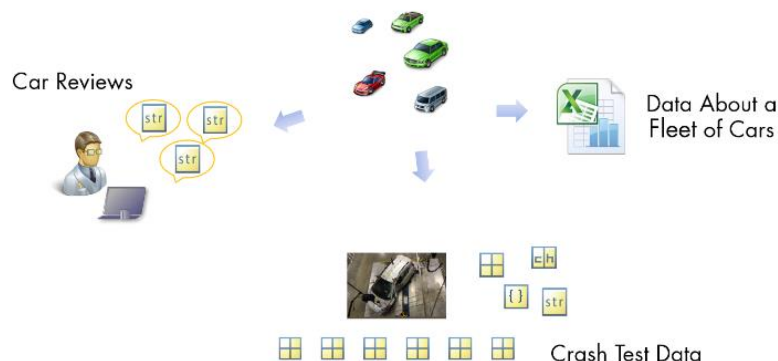 Car Reviews
str
str
str
X
Data About a
Fleet of Cars
ch
{ }
str
Crash Test Data